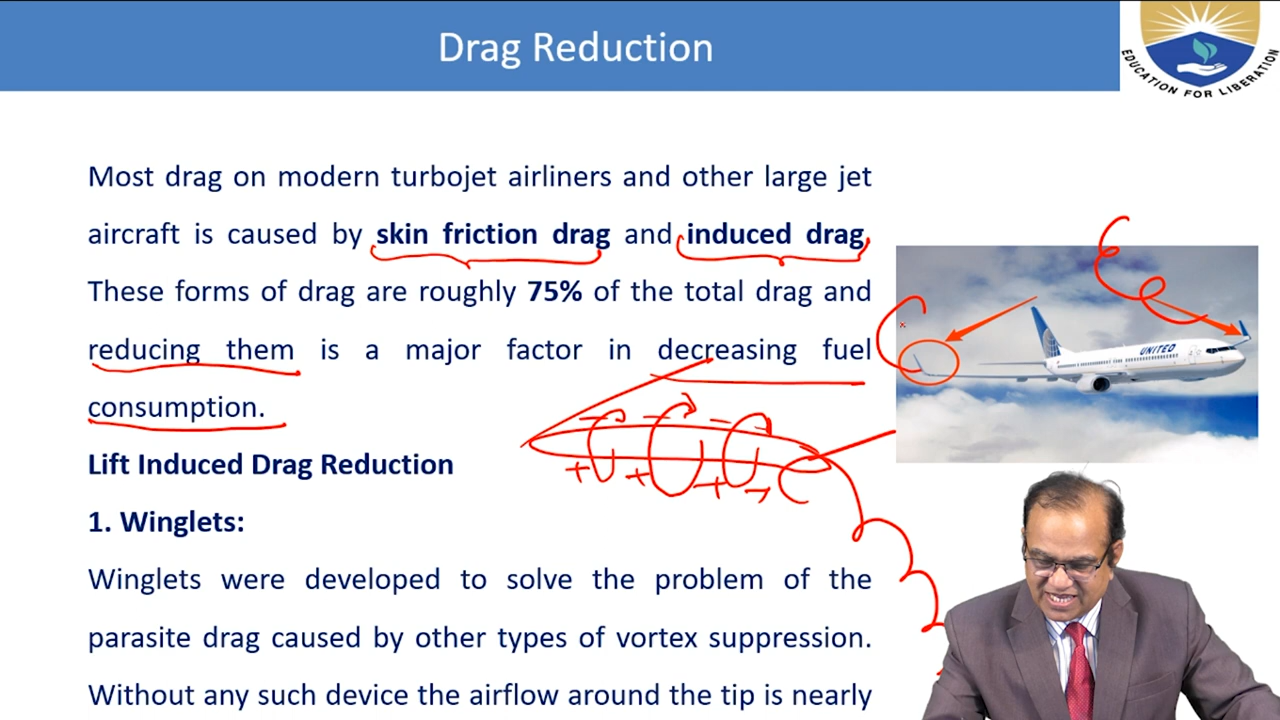 Drag Reduction
EDUCATION FOR LIBERATION
Most drag on modern turbojet airliners and other large jet
aircraft is caused by skin friction drag and induced drag.
These forms of drag are roughly 75% of the total drag and
reducing them is a major factor in decreasing fuel
consumption.
UNITED
Lift Induced Drag Reduction
1. Winglets:
Winglets were developed to solve the problem of the
parasite drag caused by other types of vortex suppression.
Without any such device the airflow around the tip is nearly